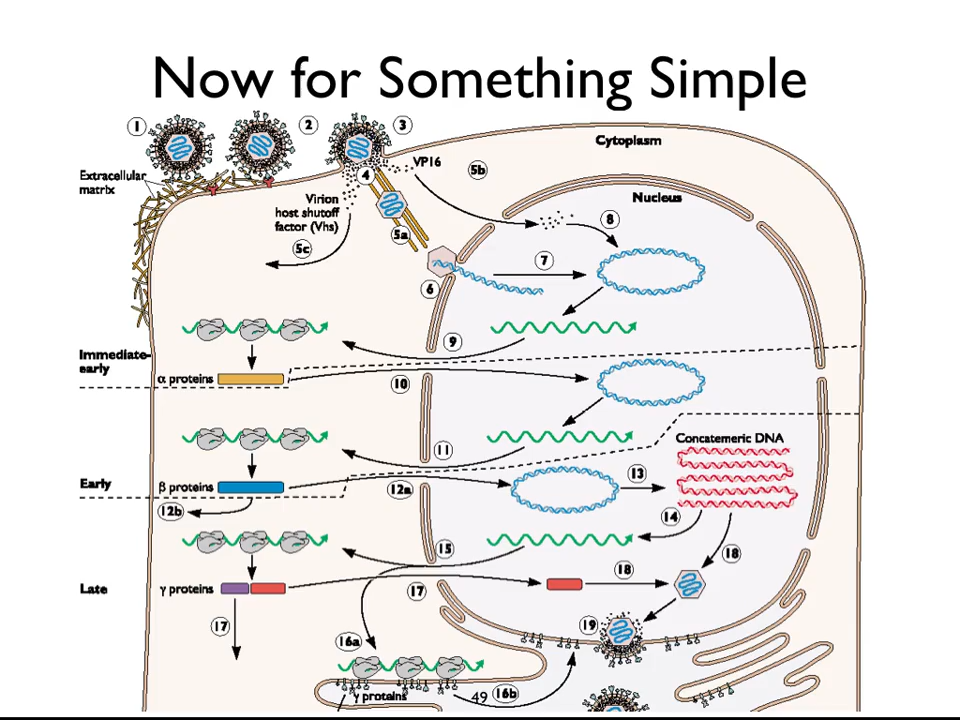 Now for Something Simple
1
2
3
Cytoplasm
Extracellular
matrix
4
VP16
5b
Nucleus
Virion
host shutoff
factor (Vhs)
5a
5c
8
7
6
9
Immediate-
early
α proteins
10
11
Concatemeric DNA
Early
β proteins
12a
13
12b
14
15
18
Late
γ proteins
17
18
17
19
16a
γ proteins
49
16b